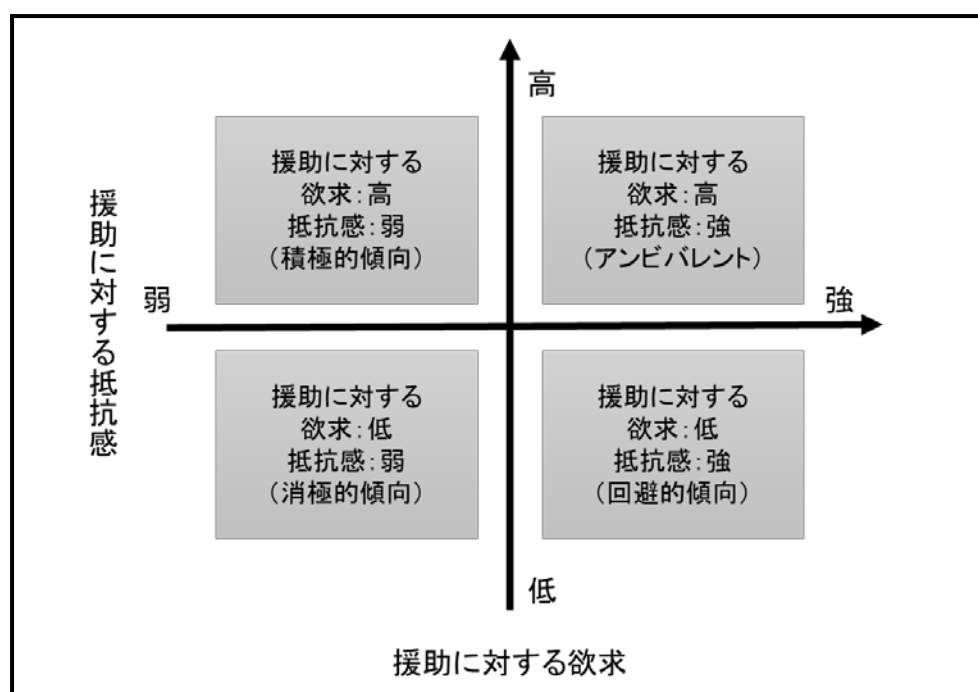 高
援助に対する
欲求:高
抵抗感:弱
(積極的傾向)
援助に対する
欲求:高
抵抗感:強
(アンビバレント)
援助に対する抵抗感
弱
強
援助に対する
欲求:低
抵抗感:弱
(消極的傾向)
援助に対する
欲求:低
抵抗感:強
(回避的傾向)
低
援助に対する欲求